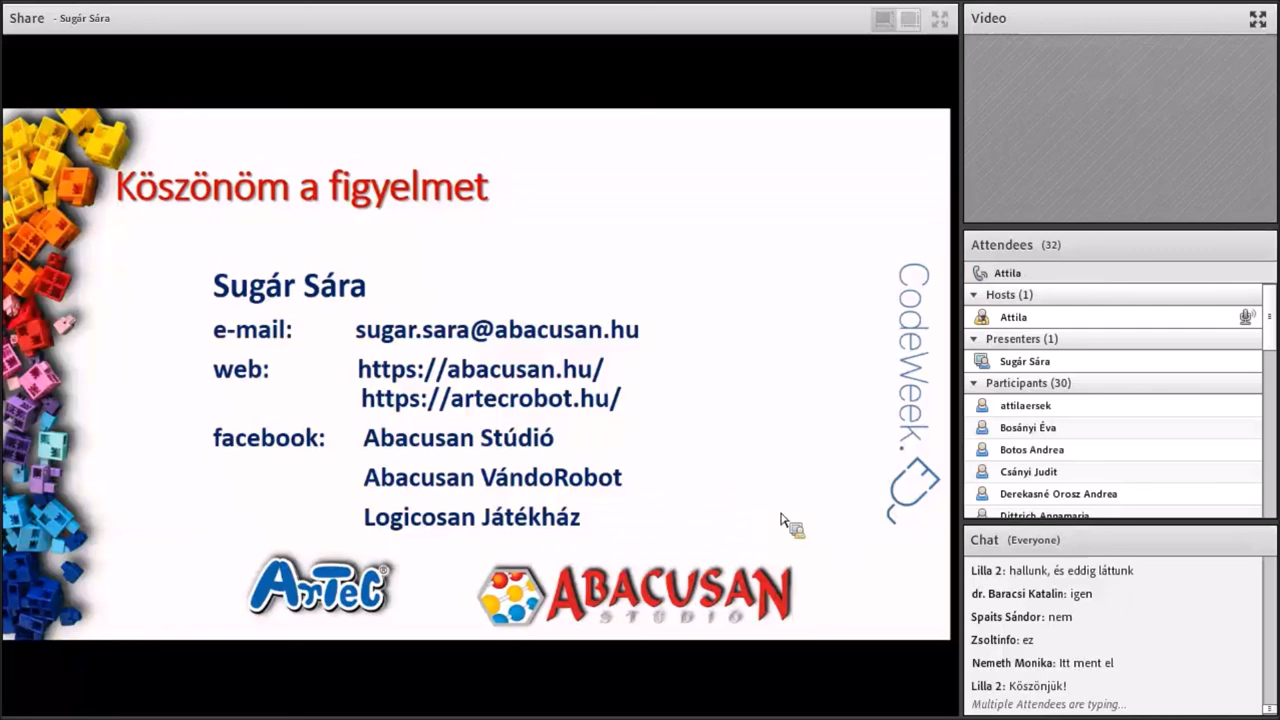 Share - Sugár Sára
Köszönöm a figyelmet
Sugár Sára
e-mail: sugar.sara@abacusan.hu
web: https://abacusan.hu/
https://artecrobot.hu/
facebook: Abacusan Stúdió
Abacusan VándoRobot
Logicosan Játékház
ArTec®
ABACUSAN
STUDIO
CodeWeek.
Video
Attendees (32)
Attila
Hosts (1)
Attila
Presenters (1)
Sugár Sára
Participants (30)
attilaersek
Bosányi Éva
Botos Andrea
Csányi Judit
Derekasné Orosz Andrea
Dittrich Annamaria
Chat (Everyone)
Lilla 2: hallunk, és eddig láttunk
dr. Baracsi Katalin: igen
Spaits Sándor: nem
Zsoltinfo: ez
Nemeth Monika: Itt ment el
Lilla 2: Köszönjük!
Multiple Attendees are typing...